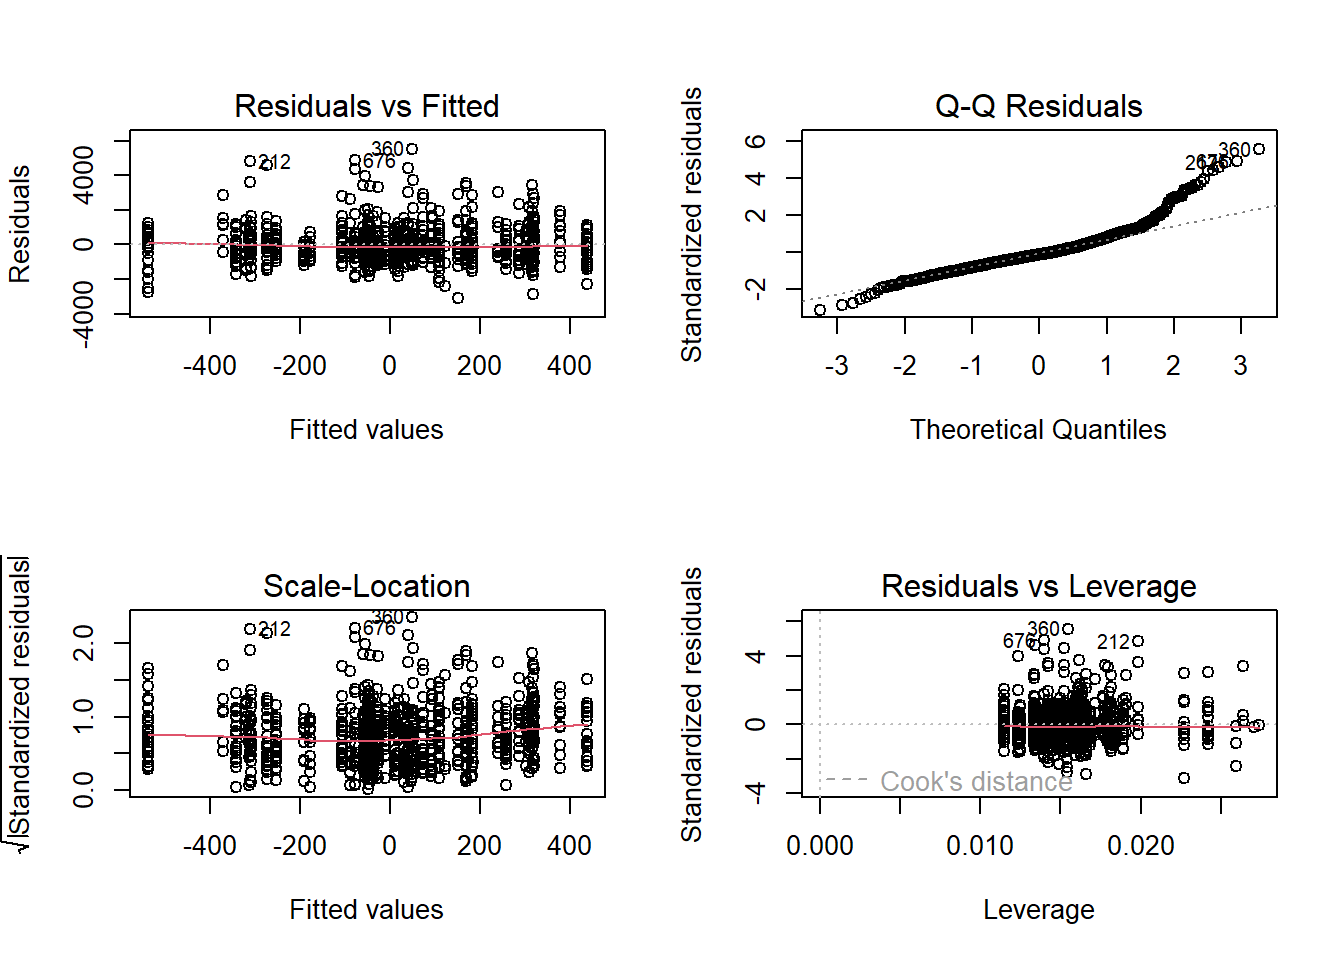 Residuals vs Fitted
Residuals
4000
0
-4000
212
360
676
-400 -200 0 200 400
Fitted values
Q-Q Residuals
Standardized residuals
6
4
2
-2
360
-3 -2 -1 0 1 2 3
Theoretical Quantiles
Scale-Location
√|Standardized residuals|
2.0
1.0
0.0
212
360
676
-400 -200 0 200 400
Fitted values
Residuals vs Leverage
Standardized residuals
4
0
-4
676
360
212
Cook's distance
0.000 0.010 0.020
Leverage